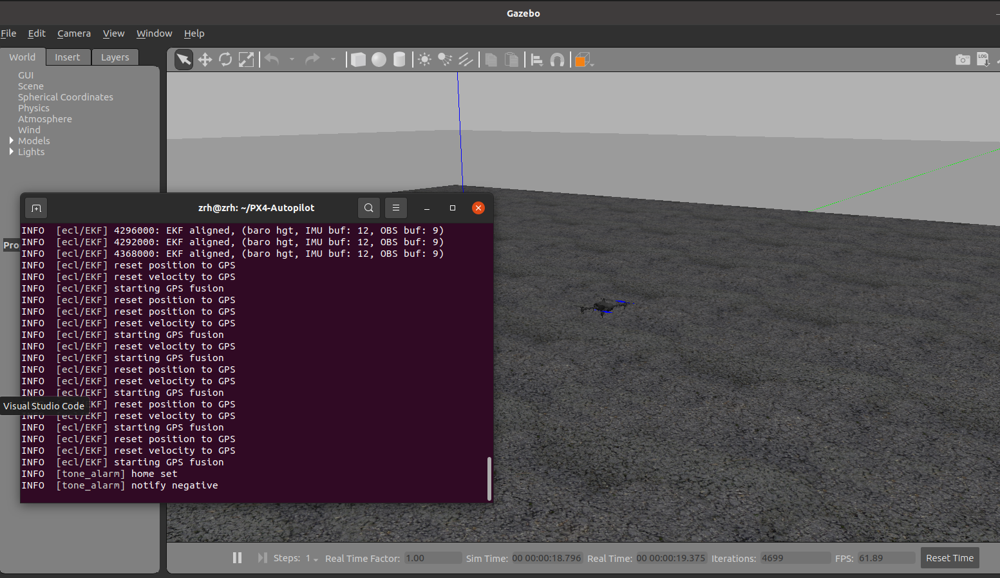 Gazebo
File Edit Camera View Window Help
World Insert Layers
GUI
Scene
Spherical Coordinates
Physics
Atmosphere
Wind
Models
Lights
LOG
zrh@zrh: ~/PX4-Autopilot
Pro
INFO [ecl/EKF] 4296000: EKF aligned, (baro hgt, IMU buf: 12, OBS buf: 9)
INFO [ecl/EKF] 4292000: EKF aligned, (baro hgt, IMU buf: 12, OBS buf: 9)
INFO [ecl/EKF] 4368000: EKF aligned, (baro hgt, IMU buf: 12, OBS buf: 9)
INFO [ecl/EKF] reset position to GPS
INFO [ecl/EKF] reset velocity to GPS
INFO [ecl/EKF] starting GPS fusion
INFO [ecl/EKF] reset position to GPS
INFO [ecl/EKF] reset position to GPS
INFO [ecl/EKF] reset velocity to GPS
INFO [ecl/EKF] starting GPS fusion
INFO [ecl/EKF] reset velocity to GPS
INFO [ecl/EKF] starting GPS fusion
INFO [ecl/EKF] reset position to GPS
INFO [ecl/EKF] reset velocity to GPS
INFO [ecl/EKF] starting GPS fusion
Visual Studio Code
KF] reset position to GPS
INFO [ecl/EKF] reset velocity to GPS
INFO [ecl/EKF] starting GPS fusion
INFO [ecl/EKF] reset position to GPS
INFO [ecl/EKF] reset velocity to GPS
INFO [ecl/EKF] starting GPS fusion
INFO [tone_alarm] home set
INFO [tone_alarm] notify negative
Steps: 1 Real Time Factor: 1.00 Sim Time: 00 00:00:18.796 Real Time: 00 00:00:19.375 Iterations: 4699 FPS: 61.89 Reset Time